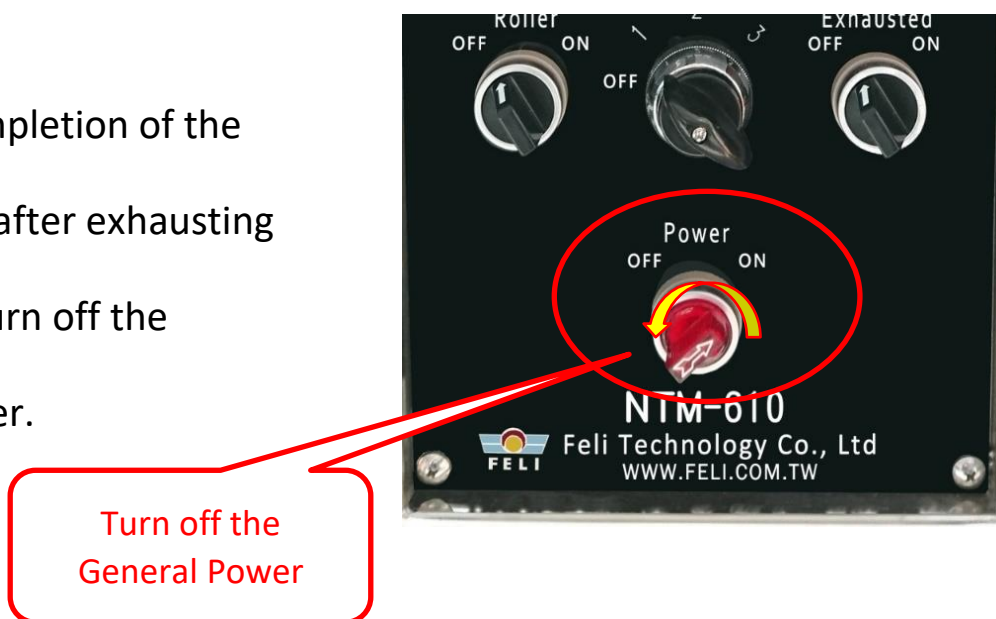 mpletion of the
after exhausting
urn off the
er.
Turn off the
General Power
Roller
OFF ON
OFF 1 2 3
Exhausted
OFF ON
Power
OFF ON
NTM-610
FELI
Feli Technology Co., Ltd
WWW.FELI.COM.TW